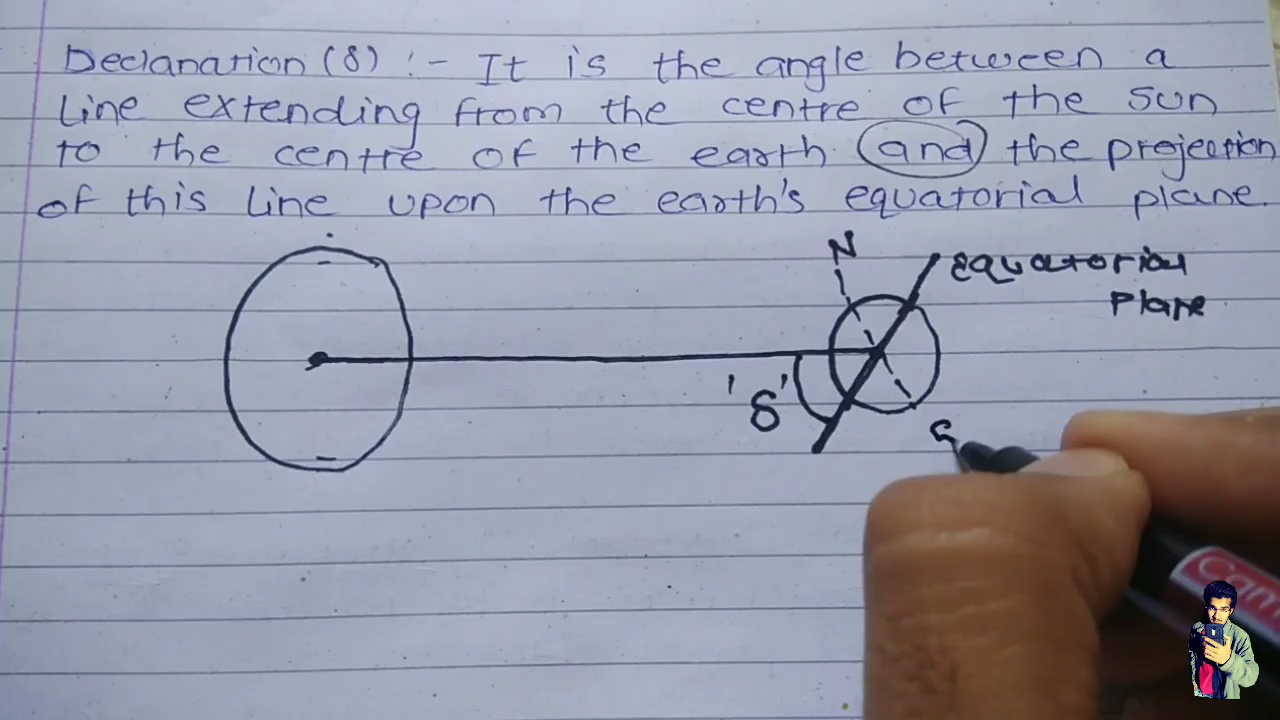 Declanation (δ) :- It is the angle between a
line extending from the centre of the sun
to the centre of the earth and the projection
of this line upon the earth's equatorial plane.
N
equatorial
Plane
'δ'
S
Cam